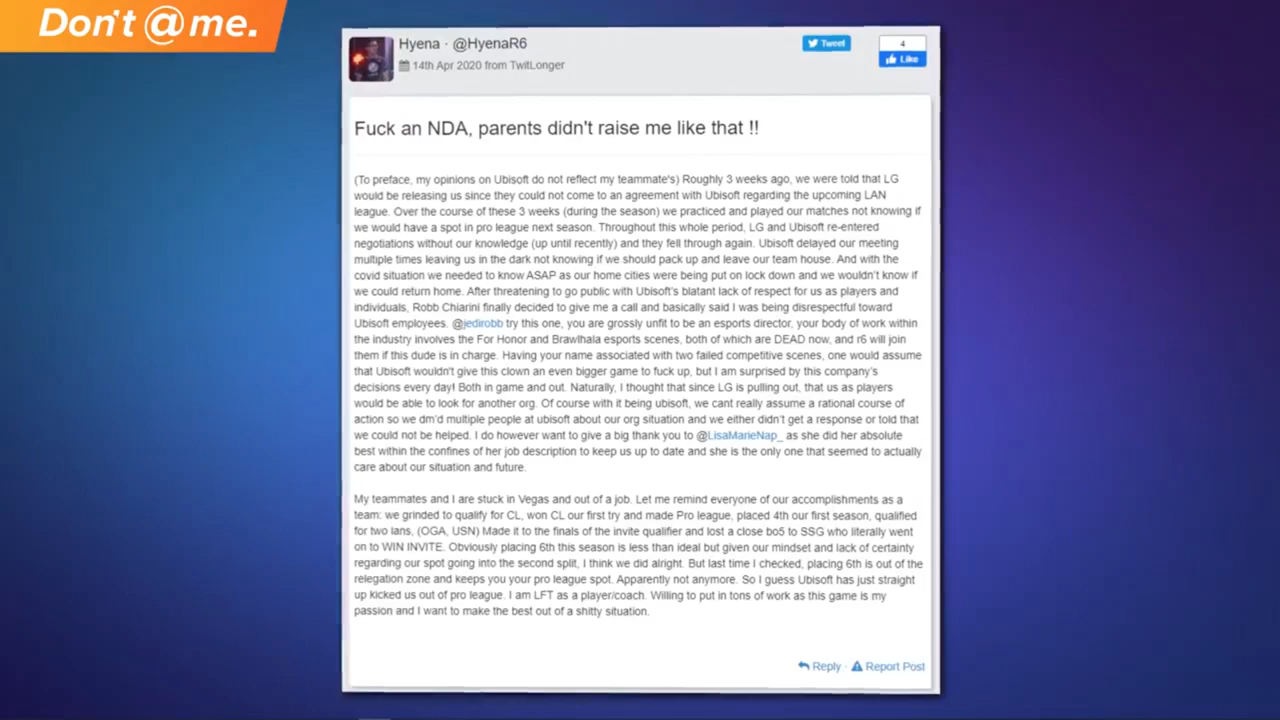 Don't @me.
Hyena · @HyenaR6
14th Apr 2020 from TwitLonger
Tweet
4
Like
Fuck an NDA, parents didn't raise me like that !!
(To preface, my opinions on Ubisoft do not reflect my teammate's) Roughly 3 weeks ago, we were told that LG
would be releasing us since they could not come to an agreement with Ubisoft regarding the upcoming LAN
league. Over the course of these 3 weeks (during the season) we practiced and played our matches not knowing if
we would have a spot in pro league next season. Throughout this whole period, LG and Ubisoft re-entered
negotiations without our knowledge (up until recently) and they fell through again. Ubisoft delayed our meeting
multiple times leaving us in the dark not knowing if we should pack up and leave our team house. And with the
covid situation we needed to know ASAP as our home cities were being put on lock down and we wouldn't know if
we could return home. After threatening to go public with Ubisoft's blatant lack of respect for us as players and
individuals, Robb Chiarini finally decided to give me a call and basically said I was being disrespectful toward
Ubisoft employees. @jedirobb try this one, you are grossly unfit to be an esports director, your body of work within
the industry involves the For Honor and Brawlhala esports scenes, both of which are DEAD now, and r6 will join
them if this dude is in charge. Having your name associated with two failed competitive scenes, one would assume
that Ubisoft wouldn't give this clown an even bigger game to fuck up, but I am surprised by this company's
decisions every day! Both in game and out. Naturally, I thought that since LG is pulling out, that us as players
would be able to look for another org. Of course with it being ubisoft, we cant really assume a rational course of
action so we dm'd multiple people at ubisoft about our org situation and we either didn't get a response or told that
we could not be helped. I do however want to give a big thank you to @LisaMarieNap_ as she did her absolute
best within the confines of her job description to keep us up to date and she is the only one that seemed to actually
care about our situation and future.
My teammates and I are stuck in Vegas and out of a job. Let me remind everyone of our accomplishments as a
team: we grinded to qualify for CL, won CL our first try and made Pro league, placed 4th our first season, qualified
for two lans, (OGA, USN) Made it to the finals of the invite qualifier and lost a close bo5 to SSG who literally went
on to WIN INVITE. Obviously placing 6th this season is less than ideal but given our mindset and lack of certainty
regarding our spot going into the second split, I think we did alright. But last time I checked, placing 6th is out of the
relegation zone and keeps you your pro league spot. Apparently not anymore. So I guess Ubisoft has just straight
up kicked us out of pro league. I am LFT as a player/coach. Willing to put in tons of work as this game is my
passion and I want to make the best out of a shitty situation.
Reply · Report Post